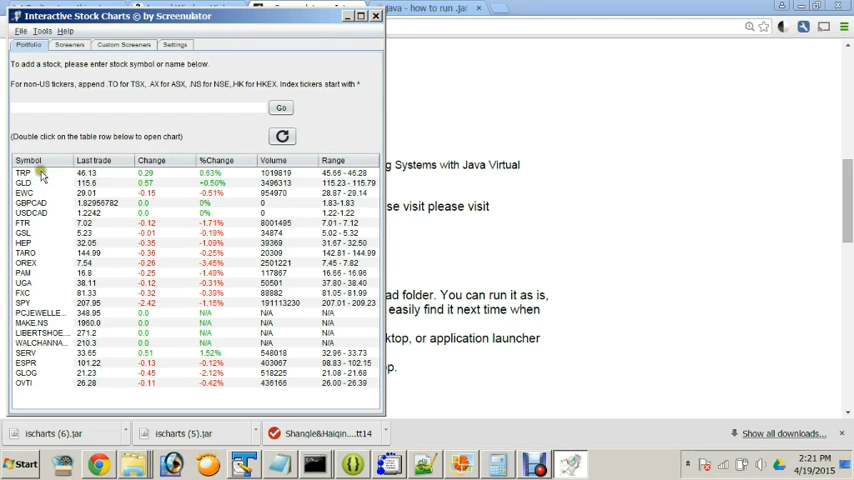 java - how to run .jar
Interactive Stock Charts © by Screenulator
File Tools Help
Portfolio Screeners Custom Screeners Settings
To add a stock, please enter stock symbol or name below.
For non-US tickers, append .TO for TSX, .AX for ASX, .NS for NSE,.HK for HKEX. Index tickers start with ^
Go
(Double click on the table row below to open chart)
Symbol Last trade Change %Change Volume Range
TRP 46.13 0.29 0.63% 1019819 45.66 - 46.28
GLD 115.6 0.57 +0.50% 3496313 115.23 - 115.79
EWC 29.01 -0.15 -0.51% 954970 28.87 - 29.14
GBPCAD 1.82956782 0 0% 0 1.83-1.83
USDCAD 1.2242 0 0% 0 1.22-1.22
FTR 7.02 -0.12 -1.71% 8001495 7.01 - 7.12
GSL 5.23 -0.01 -0.19% 34874 5.02 - 5.32
HEP 32.05 -0.35 -1.09% 39319 31.67 - 32.50
TARO 144.99 -0.36 -0.25% 20309 142.81 - 144.99
OREX 7.54 -0.26 -3.45% 2501221 7.45 - 7.82
PAM 16.8 -0.25 -1.49% 117867 16.66 - 16.96
UGA 38.11 -0.12 -0.31% 50501 37.80 - 38.40
FXC 81.33 -0.32 -0.39% 88352 81.08 - 81.45
SPY 207.95 -2.42 -1.15% 191113230 207.01 - 209.23
PCJEWELLE... 348.95 0.0 N/A N/A N/A
MAKE.NS 1960.0 0.0 N/A N/A N/A
LIBERTSHOE... 271.2 0.0 N/A N/A N/A
WALCHANNA... 210.3 0.0 N/A N/A N/A
SERV 33.65 0.51 1.52% 548018 32.96 - 33.73
ESPR 101.22 -0.13 -0.12% 403067 98.83 - 102.15
GLOG 21.23 -0.45 -2.12% 518225 21.08 - 21.68
OVTI 26.28 -0.11 -0.42% 436166 26.26 - 26.39
g Systems with Java Virtual
se visit please visit
ad folder. You can run it as is,
easily find it next time when
ktop, or application launcher
p.
ischarts (6).jar
ischarts (5).jar
Shangle&Haiqin....tt14
Show all downloads...
Start
2:21 PM
4/19/2015